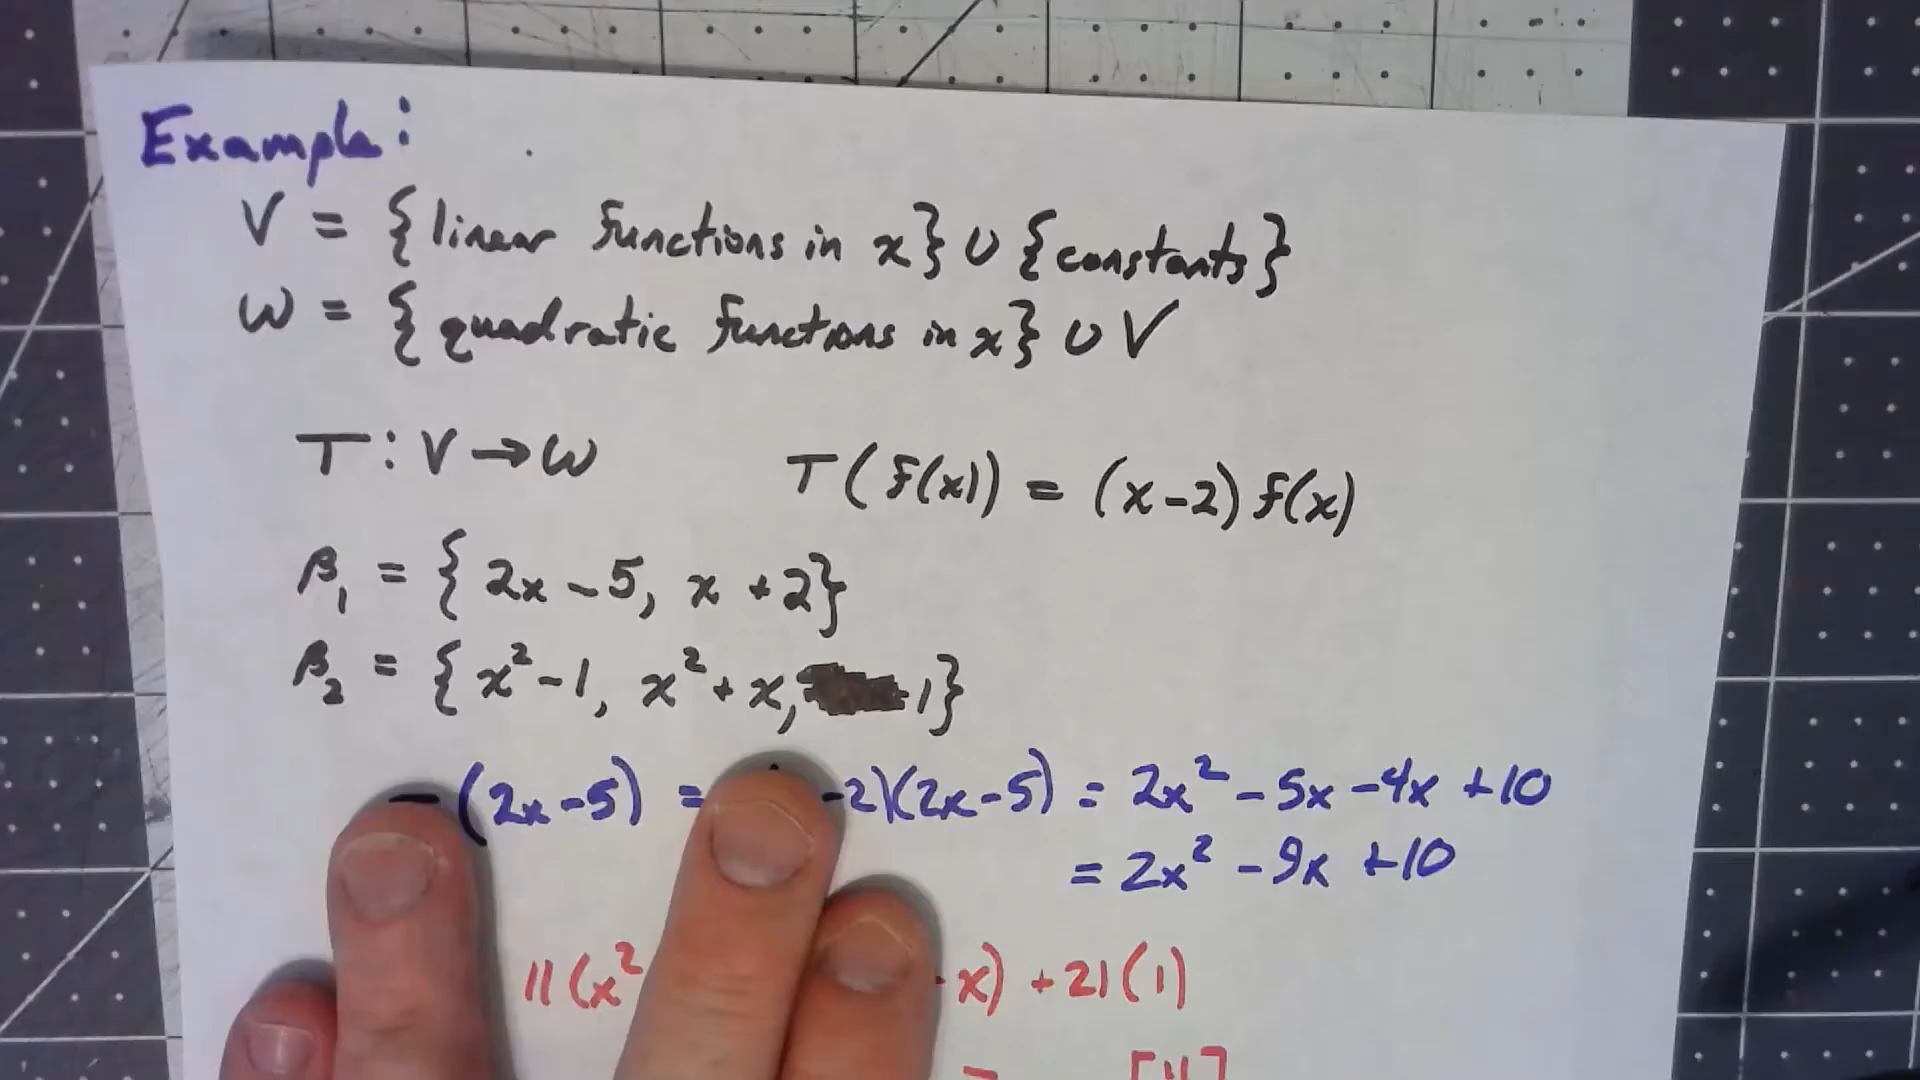 Example:
V = {linear functions in x} ∪ {constants}
W = {quadratic functions in x} ∪ V
T : V → W T(f(x)) = (x-2) f(x)
β₁ = {2x - 5, x + 2}
β₂ = {x² - 1, x² + x, 1}
(2x-5) = -2)(2x-5) = 2x² - 5x - 4x + 10
= 2x² - 9x + 10
11(x² x) + 21(1)